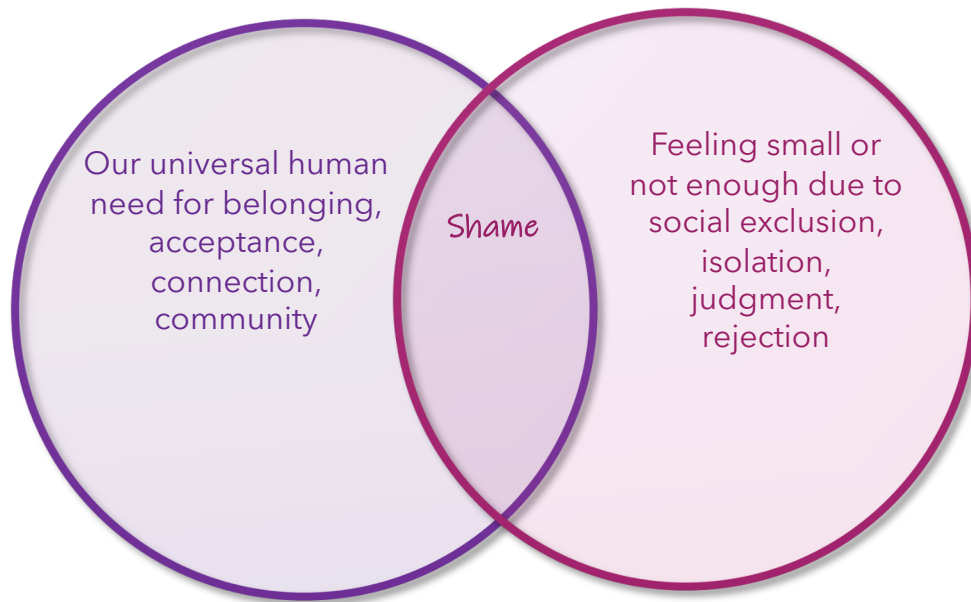 Our universal human
need for belonging,
acceptance,
connection,
community
Shame
Feeling small or
not enough due to
social exclusion,
isolation,
judgment,
rejection